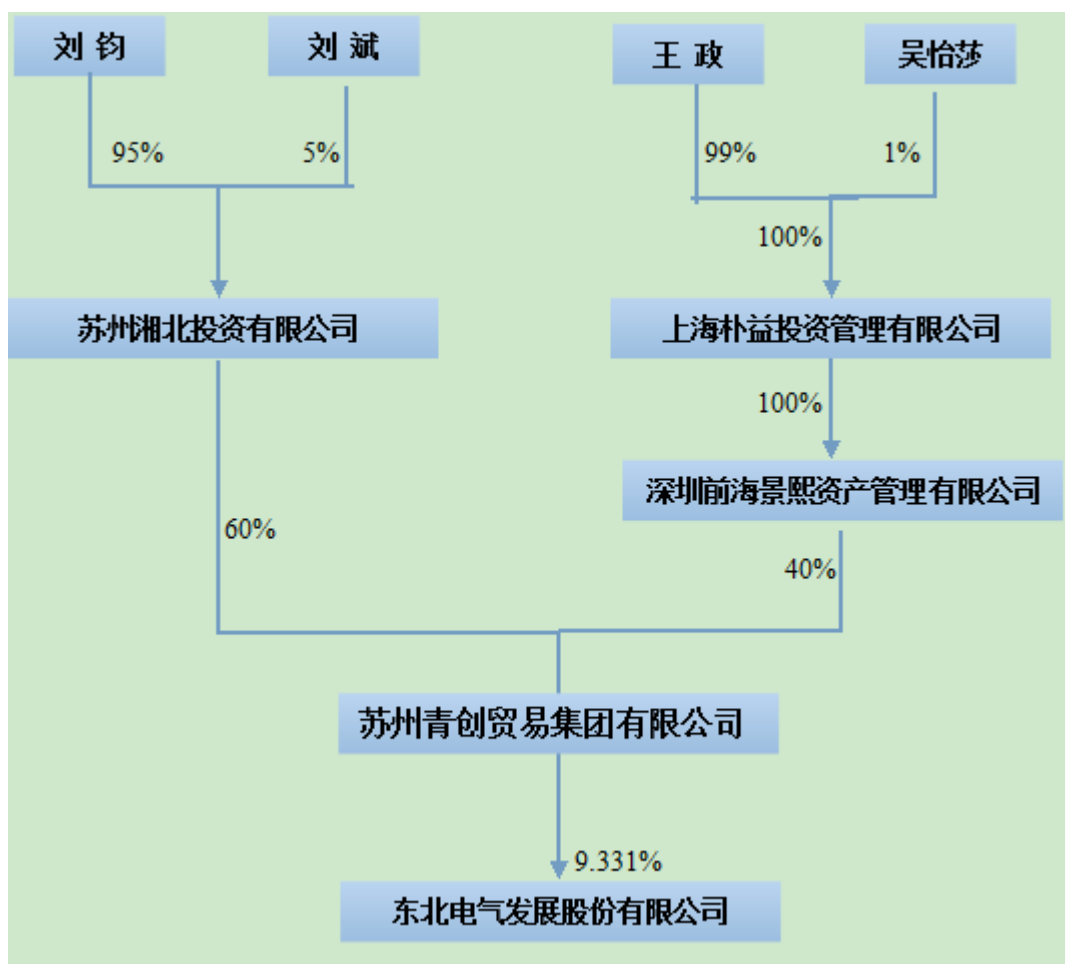 刘 钧
刘 斌
王 政
吴怡莎
95%
5%
99%
1%
100%
苏州湘北投资有限公司
上海朴益投资管理有限公司
100%
深圳前海景熙资产管理有限公司
60%
40%
苏州青创贸易集团有限公司
9.331%
东北电气发展股份有限公司